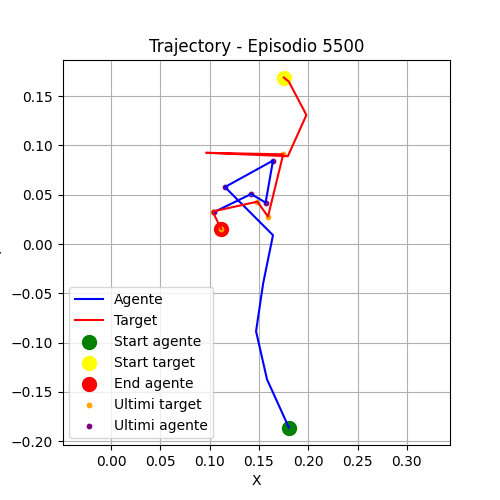 Trajectory - Episodio 5500
0.15
0.10
0.05
0.00
−0.05
−0.10
−0.15
−0.20
Agente
Target
Start agente
Start target
End agente
Ultimi target
Ultimi agente
0.00 0.05 0.10 0.15 0.20 0.25 0.30
X